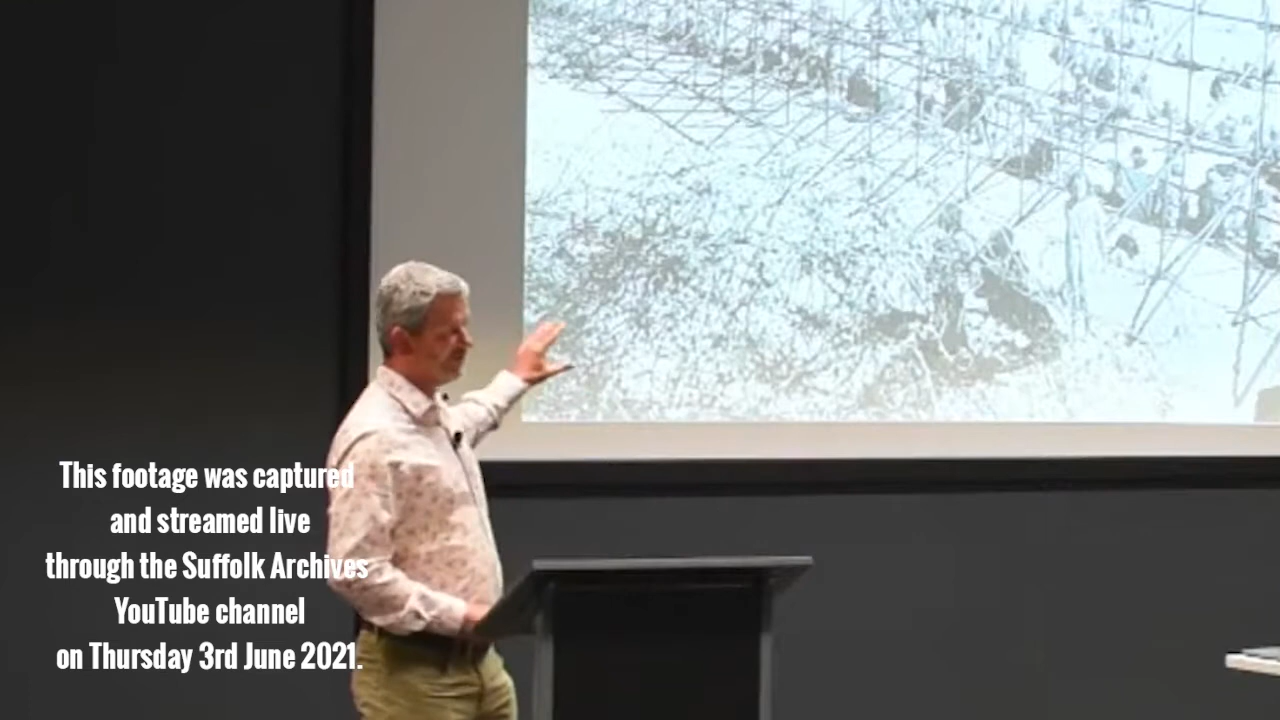 This footage was captured
and streamed live
through the Suffolk Archives
YouTube channel
on Thursday 3rd June 2021.